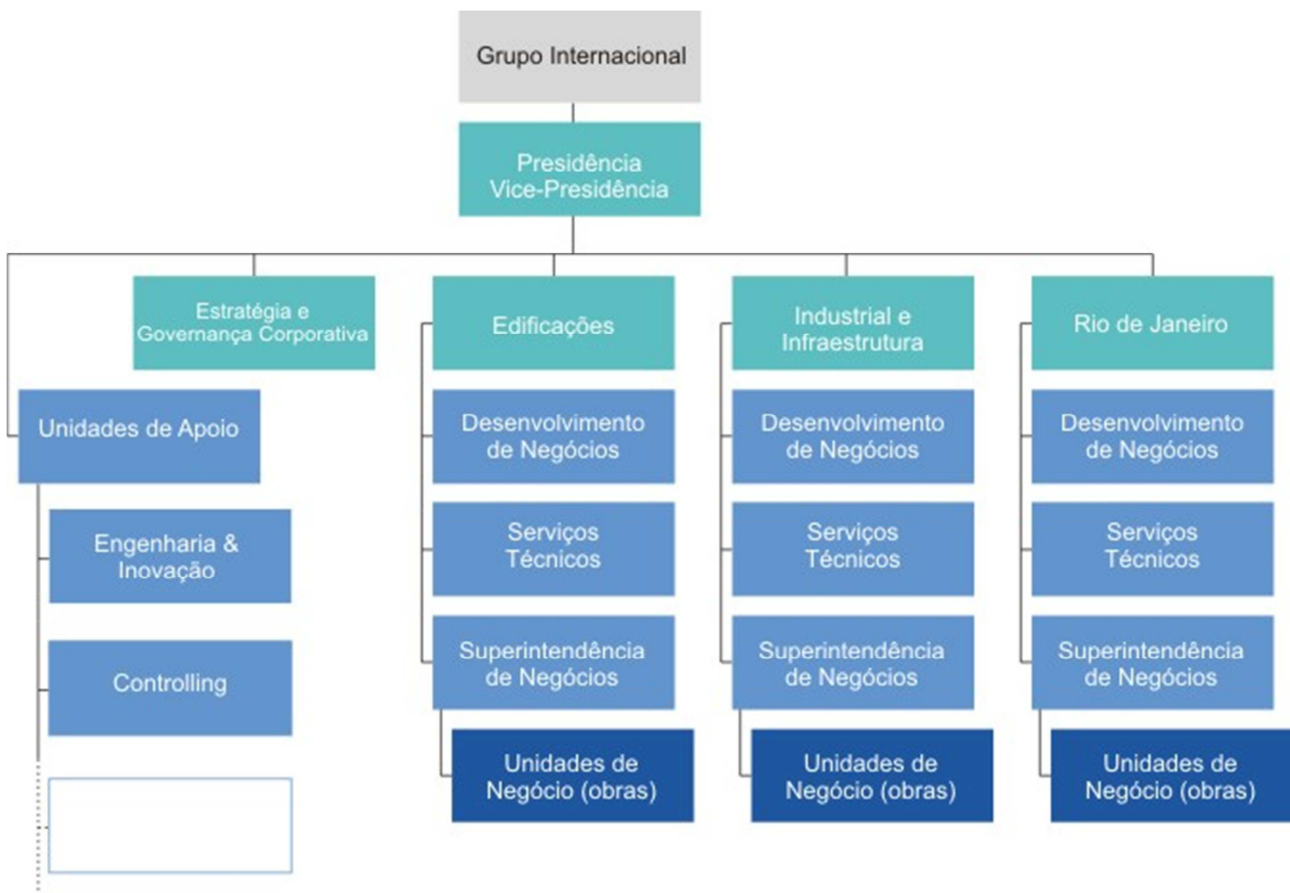 Grupo Internacional
Presidência
Vice-Presidência
Estratégia e
Governança Corporativa
Edificações
Industrial e
Infraestrutura
Rio de Janeiro
Unidades de Apoio
Desenvolvimento
de Negócios
Desenvolvimento
de Negócios
Desenvolvimento
de Negócios
Engenharia &
Inovação
Serviços
Técnicos
Serviços
Técnicos
Serviços
Técnicos
Controlling
Superintendência
de Negócios
Superintendência
de Negócios
Superintendência
de Negócios
Unidades de
Negócio (obras)
Unidades de
Negócio (obras)
Unidades de
Negócio (obras)